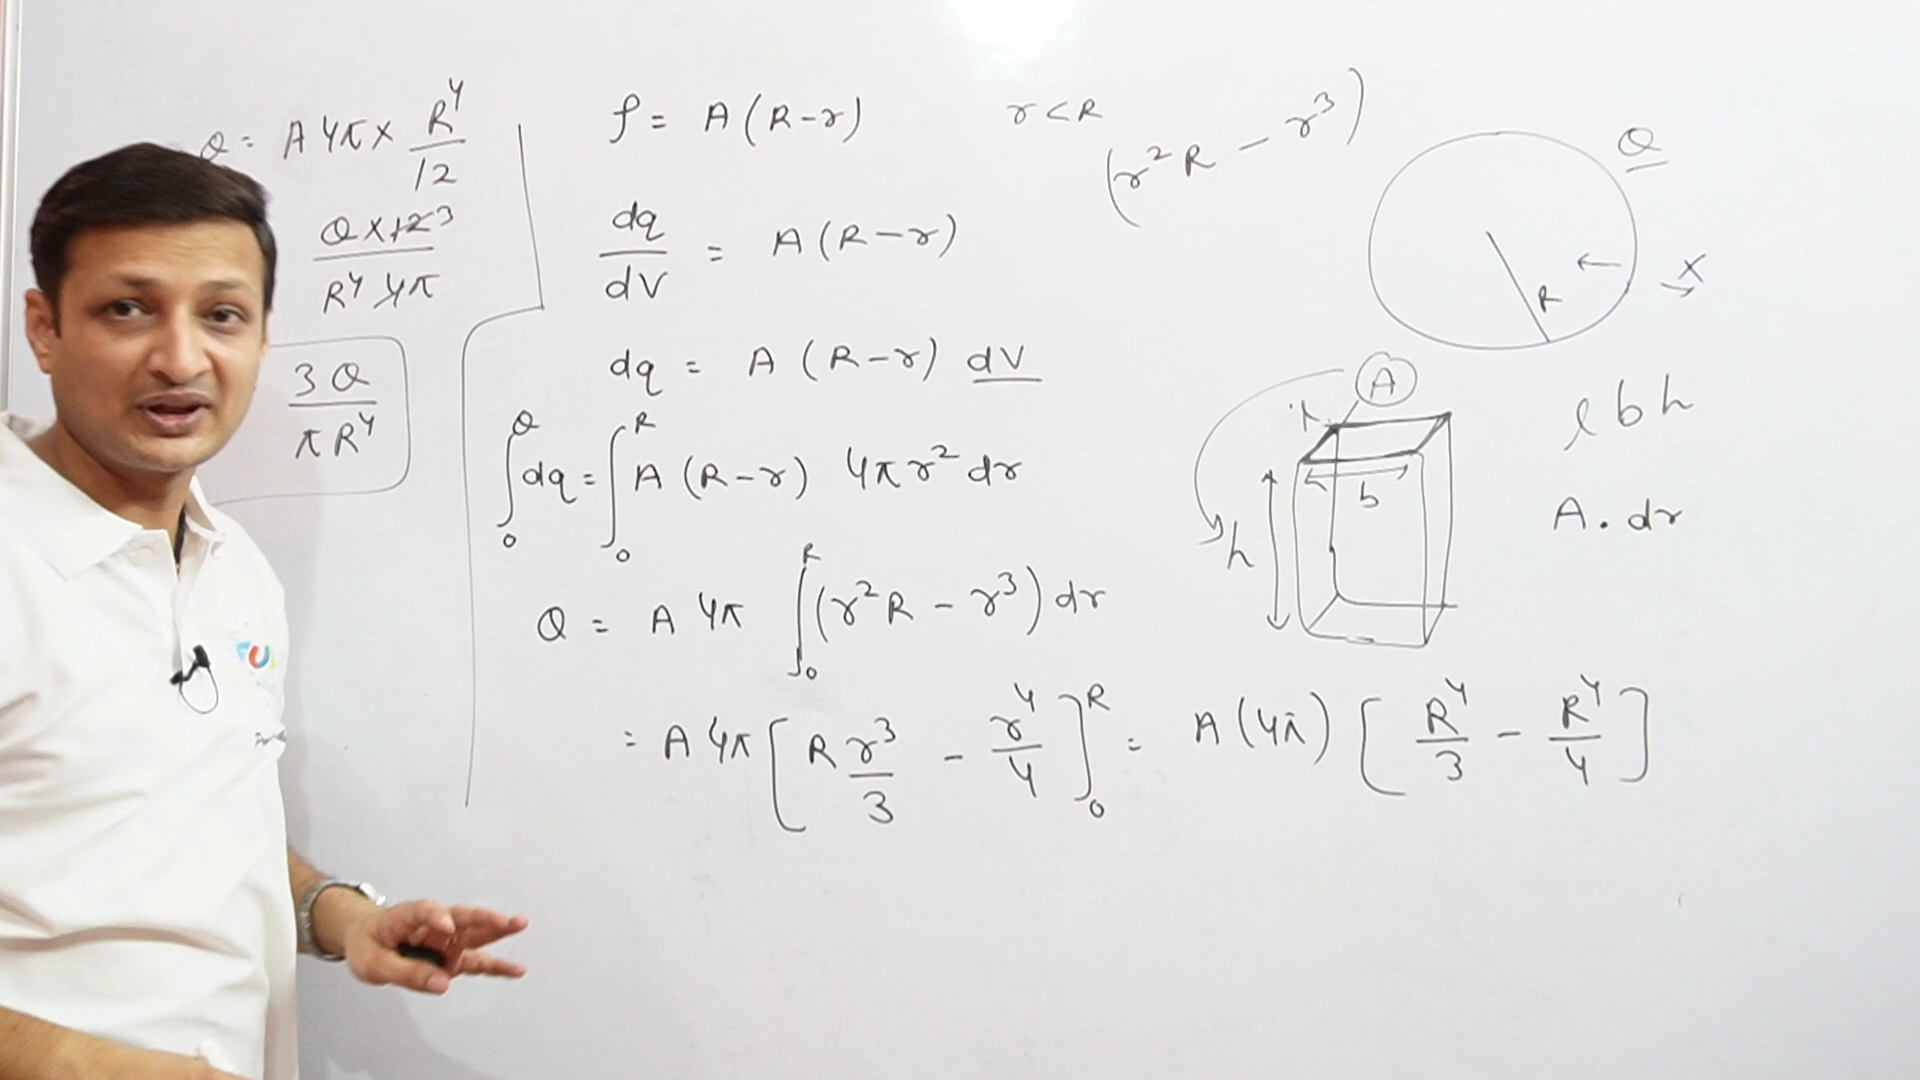 Q = A 4π × R⁴/12
Q × 12 3 / R⁴ 4π
3Q / πR⁴
ρ = A(R-r) r<R
(r²R - r³)
dq/dV = A(R-r)
dq = A(R-r) dV
∫₀^Q dq = ∫₀^R A(R-r) 4πr² dr
Q = A 4π ∫₀^R (r²R - r³) dr
= A 4π [R r³/3 - r⁴/4]₀^R = A(4π) [R⁴/3 - R⁴/4]
Q
R
x
A
b
h
l b h
A . dr